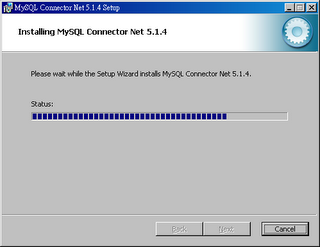 MySQL Connector Net 5.1.4 Setup
Installing MySQL Connector Net 5.1.4
Please wait while the Setup Wizard installs MySQL Connector Net 5.1.4.
Status:
Back Next Cancel